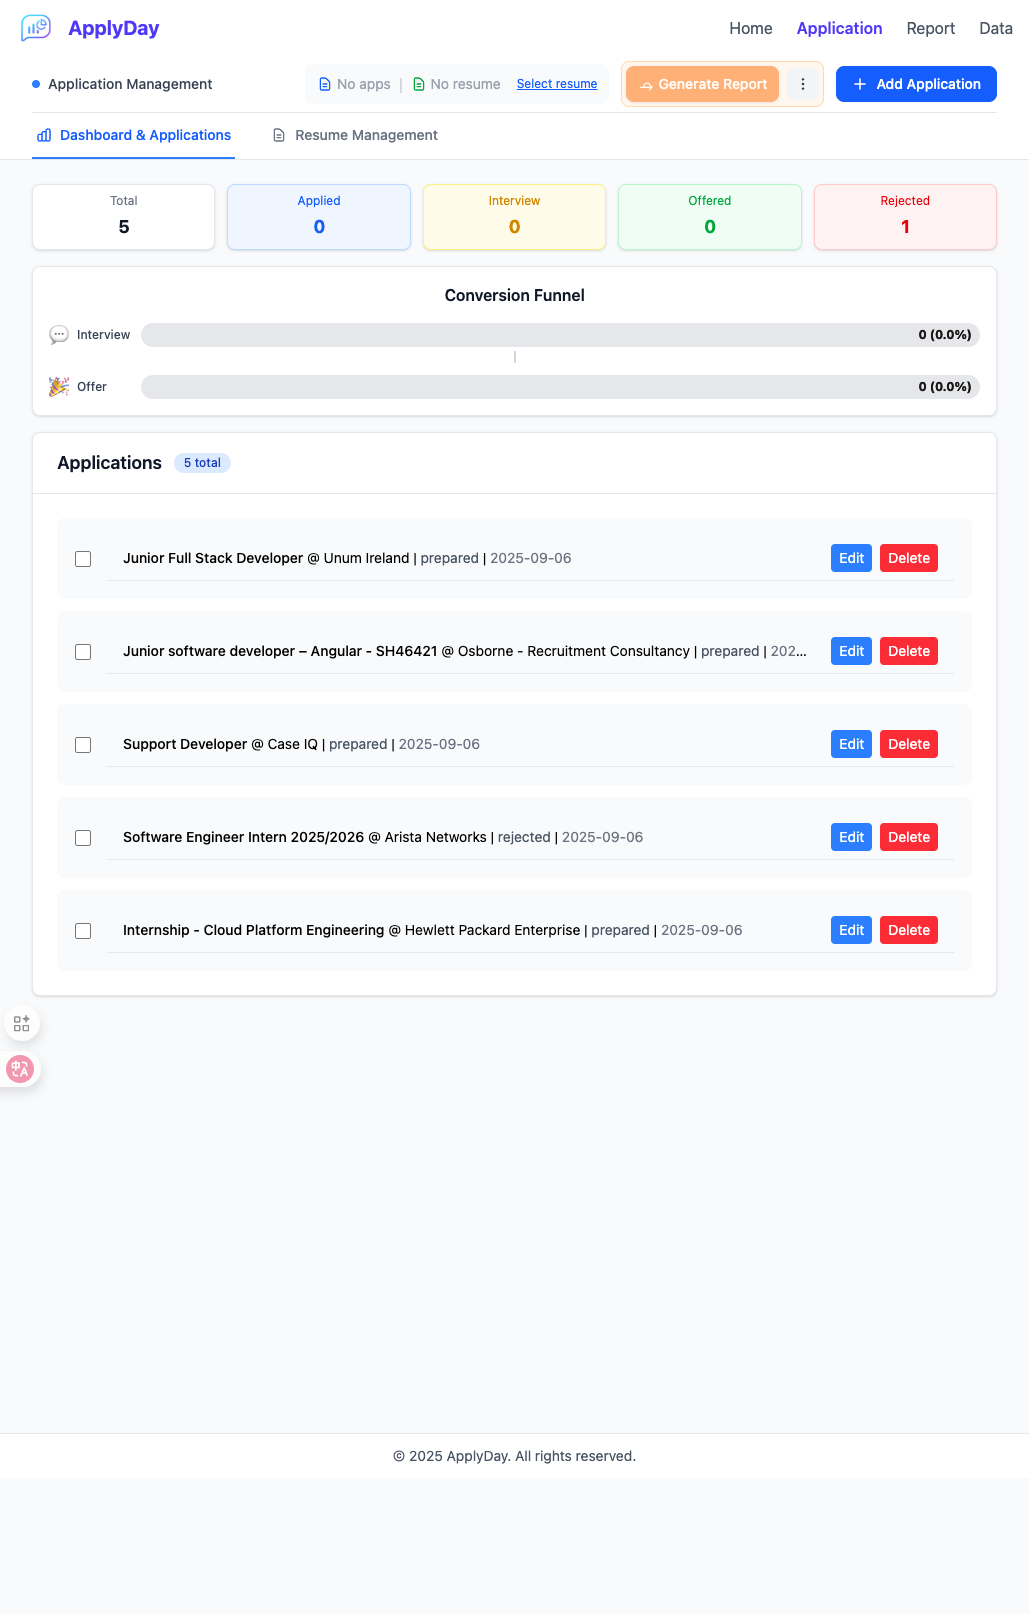 ApplyDay
Home Application Report Data
Application Management
No apps | No resume Select resume
Generate Report
Add Application
Dashboard & Applications
Resume Management
Total
5
Applied
0
Interview
0
Offered
0
Rejected
1
Conversion Funnel
Interview 0 (0.0%)
Offer 0 (0.0%)
Applications 5 total
Junior Full Stack Developer @ Unum Ireland | prepared | 2025-09-06 Edit Delete
Junior software developer – Angular - SH46421 @ Osborne - Recruitment Consultancy | prepared | 202... Edit Delete
Support Developer @ Case IQ | prepared | 2025-09-06 Edit Delete
Software Engineer Intern 2025/2026 @ Arista Networks | rejected | 2025-09-06 Edit Delete
Internship - Cloud Platform Engineering @ Hewlett Packard Enterprise | prepared | 2025-09-06 Edit Delete
© 2025 ApplyDay. All rights reserved.